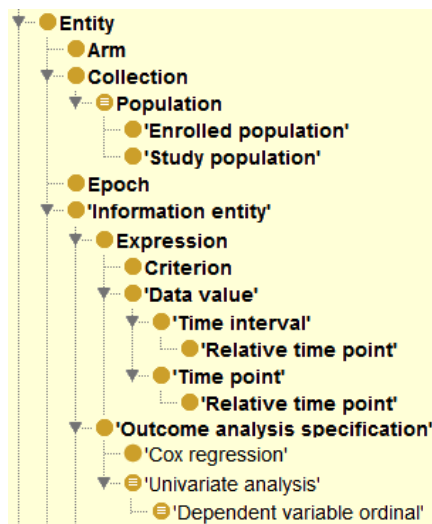 Entity
Arm
Collection
Population
'Enrolled population'
'Study population'
Epoch
'Information entity'
Expression
Criterion
'Data value'
'Time interval'
'Relative time point'
'Time point'
'Relative time point'
'Outcome analysis specification'
'Cox regression'
'Univariate analysis'
'Dependent variable ordinal'